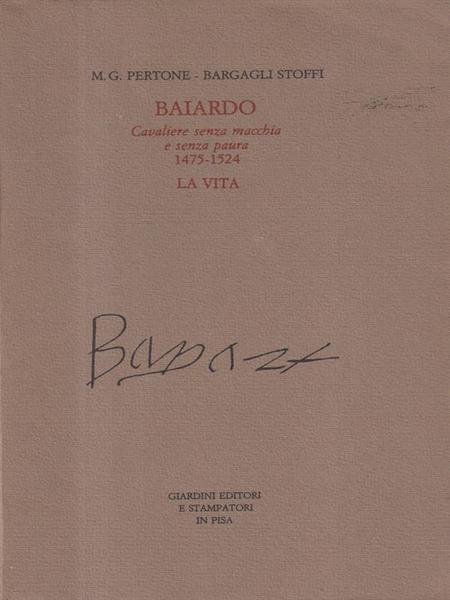 M. G. PERTONE - BARGAGLI STOFFI
BAIARDO
Cavaliere senza macchia
e senza paura
1475-1524
LA VITA
GIARDINI EDITORI
E STAMPATORI
IN PISA